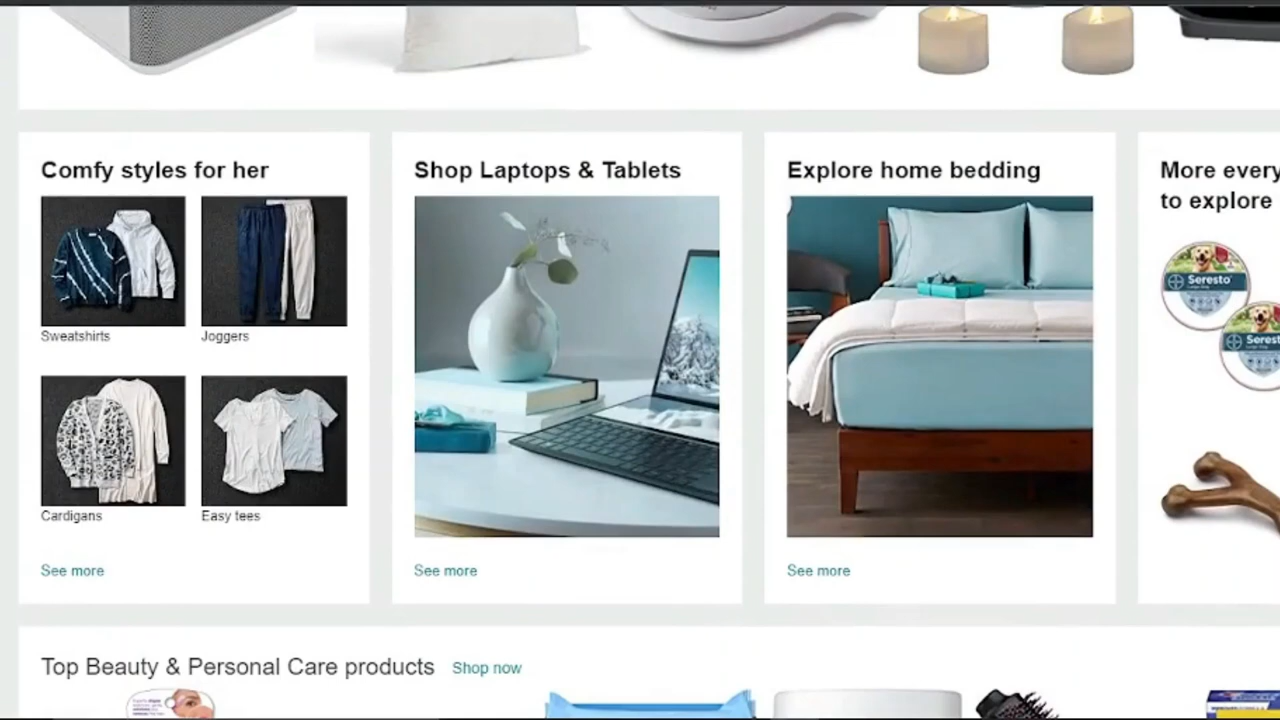 Comfy styles for her
Sweatshirts
Joggers
Cardigans
Easy tees
See more
Shop Laptops & Tablets
See more
Explore home bedding
See more
More every
to explore
Seresto
Serest
Top Beauty & Personal Care products
Shop now